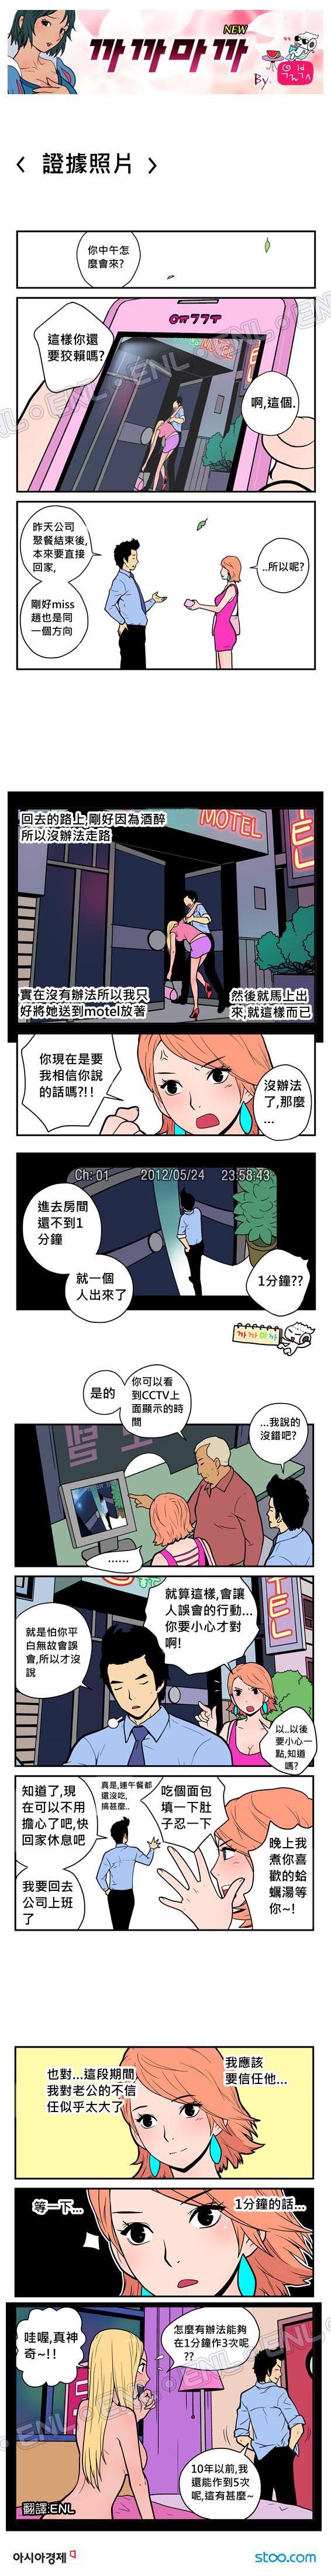 NEW
까까마까
By.
< 證據照片 >
你中午怎
麼會來?
這樣你還
要狡賴嗎?
啊,這個.
昨天公司
聚餐結束後,
本來要直接
回家,
剛好miss
趙也是同
一個方向
..所以呢?
回去的路上,剛好因為酒醉
所以沒辦法走路
MOTEL
實在沒有辦法所以我只
好將她送到motel放著
然後就馬上出
來,就這樣而已
你現在是要
我相信你說
的話嗎?!!
沒辦法
了,那麼
...
Ch: 01 2012/05/24 23:58:43
進去房間
還不到1
分鐘
就一個
人出來了
1分鐘??
까까마까
是的
你可以看
到CCTV上
面顯示的時
間
...我說的
沒錯吧?
......
就算這樣,會讓
人誤會的行動...
你要小心才對
啊!
就是怕你平
白無故會誤
會,所以才沒
說
TEL
以..以後
要小心一
點,知道
嗎?
知道了,現
在可以不用
擔心了吧,快
回家休息吧
真是,連午餐都
還沒吃,
搞甚麼..
吃個面包
填一下肚
子忍一下
我要回去
公司上班
了
晚上我
煮你喜
歡的蛤
蠣湯等
你~!
也對...這段期間
我對老公的不信
任似乎太大了
我應該
要信任他...
等一下...
1分鐘的話...
哇喔,真神
奇~!!
怎麼有辦法能夠
在1分鐘作3次呢
??
10年以前,我
還能作到5次
呢,這有甚麼~
翻譯:ENL
아시아경제
stoo.com